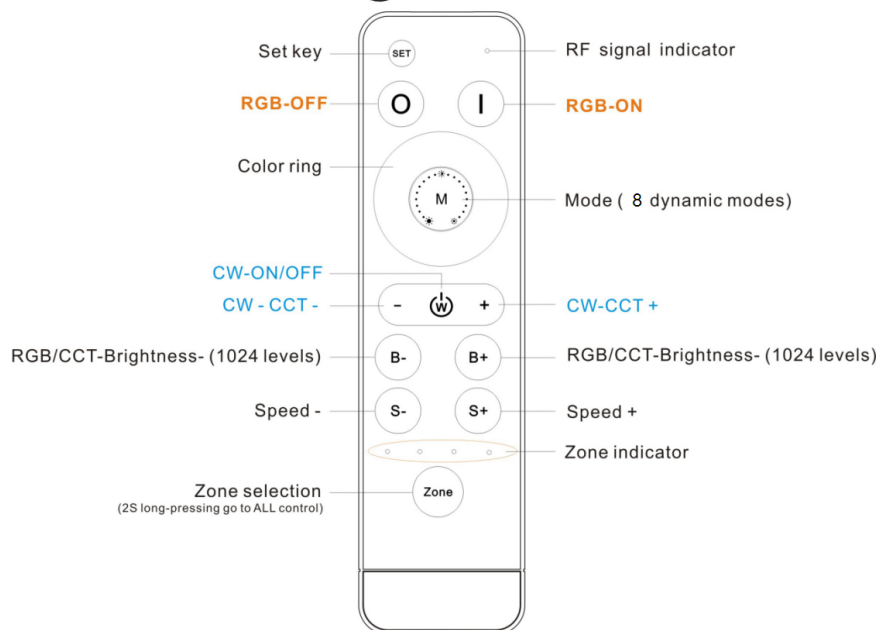 Set key
SET
RF signal indicator
RGB-OFF
O
I
RGB-ON
Color ring
M
Mode ( 8 dynamic modes)
CW-ON/OFF
CW - CCT -
-
W
+
CW-CCT +
RGB/CCT-Brightness- (1024 levels)
B-
B+
RGB/CCT-Brightness- (1024 levels)
Speed -
S-
S+
Speed +
Zone indicator
Zone selection
(2S long-pressing go to ALL control)
Zone